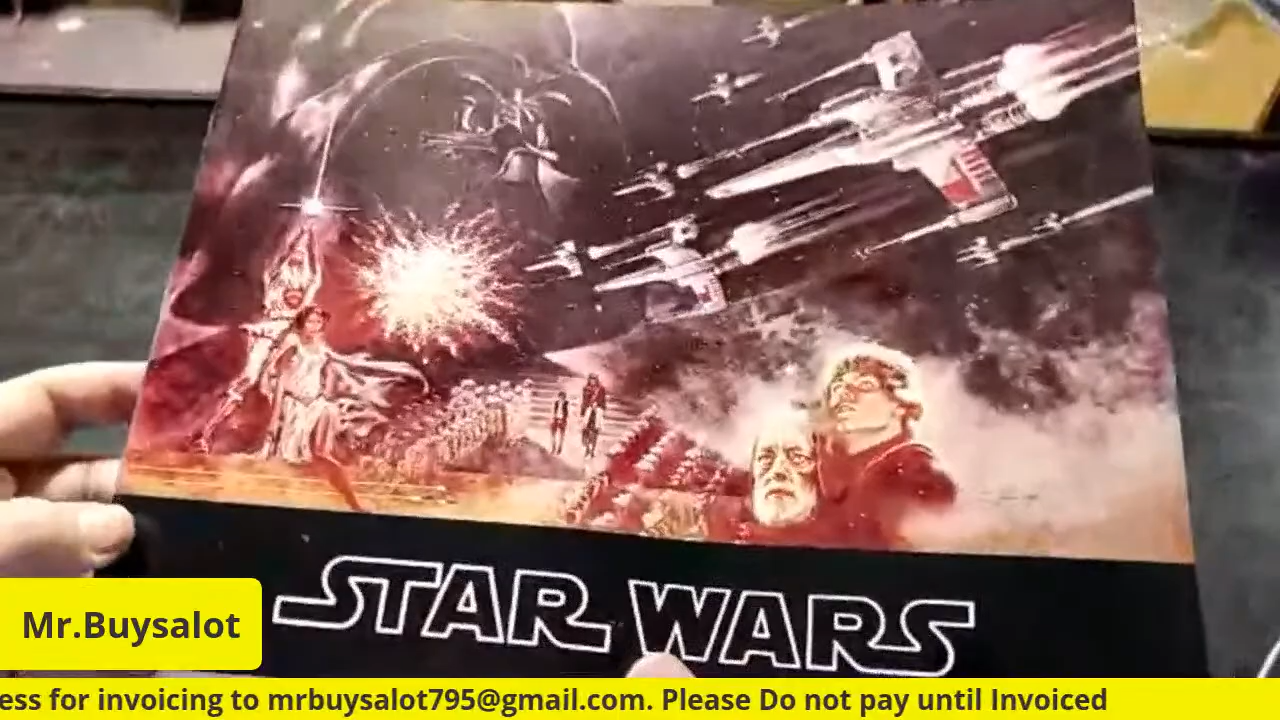 STAR WARS
Mr.Buysalot
ess for invoicing to mrbuysalot795@gmail.com. Please Do not pay until Invoiced